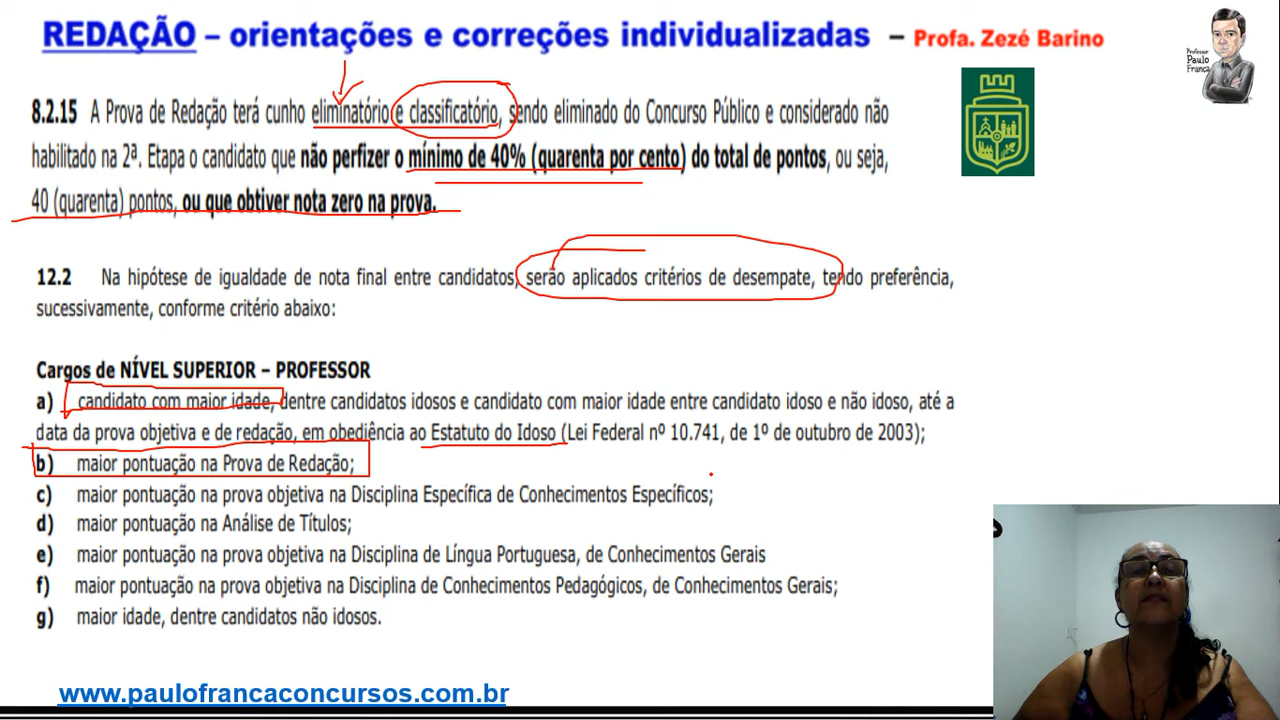 REDAÇÃO – orientações e correções individualizadas – Profa. Zezé Barino
Professor
Paulo
França
8.2.15 A Prova de Redação terá cunho eliminatório e classificatório, sendo eliminado do Concurso Público e considerado não
habilitado na 2ª. Etapa o candidato que não perfizer o mínimo de 40% (quarenta por cento) do total de pontos, ou seja,
40 (quarenta) pontos, ou que obtiver nota zero na prova.
12.2 Na hipótese de igualdade de nota final entre candidatos, serão aplicados critérios de desempate, tendo preferência,
sucessivamente, conforme critério abaixo:
Cargos de NÍVEL SUPERIOR – PROFESSOR
a) candidato com maior idade, dentre candidatos idosos e candidato com maior idade entre candidato idoso e não idoso, até a
data da prova objetiva e de redação, em obediência ao Estatuto do Idoso (Lei Federal nº 10.741, de 1º de outubro de 2003);
b) maior pontuação na Prova de Redação;
c) maior pontuação na prova objetiva na Disciplina Específica de Conhecimentos Específicos;
d) maior pontuação na Análise de Títulos;
e) maior pontuação na prova objetiva na Disciplina de Língua Portuguesa, de Conhecimentos Gerais
f) maior pontuação na prova objetiva na Disciplina de Conhecimentos Pedagógicos, de Conhecimentos Gerais;
g) maior idade, dentre candidatos não idosos.
www.paulofrancaconcursos.com.br